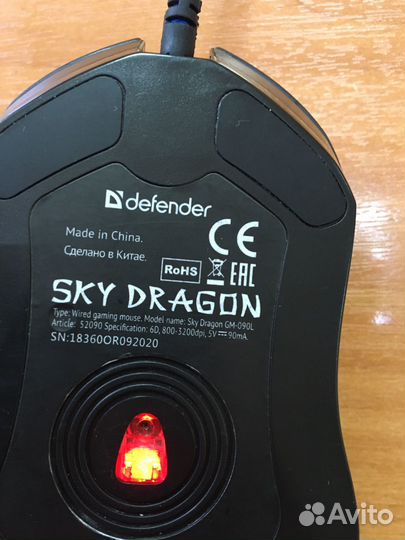 defender
Made in China.
Сделано в Китае.
CE
RoHS
EAC
SKY DRAGON
Type: Wired gaming mouse. Model name: Sky Dragon GM-090L
Article: 52090 Specification: 6D, 800-3200dpi, 5V⎓90mA.
SN:18360OR092020
Avito